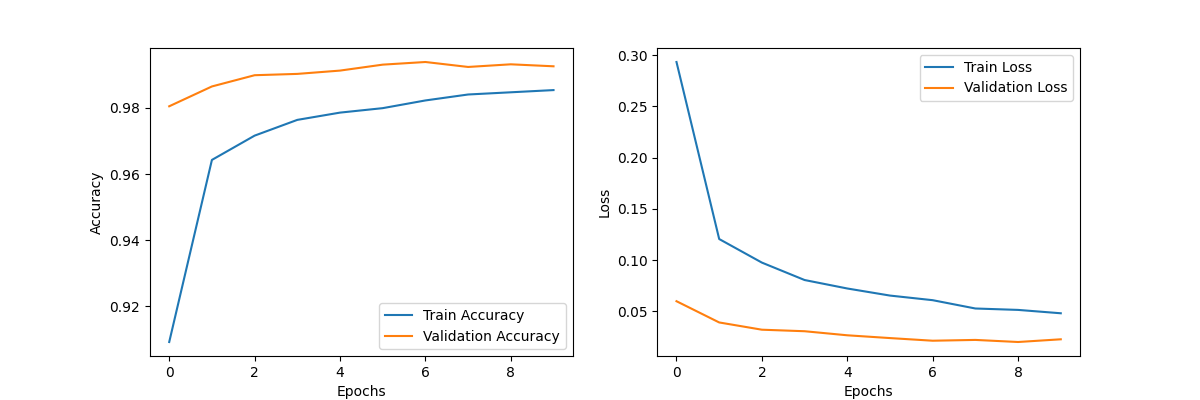 0.98
0.96
0.94
0.92
Accuracy
0 2 4 6 8
Epochs
Train Accuracy
Validation Accuracy
0.30
0.25
0.20
0.15
0.10
0.05
Loss
0 2 4 6 8
Epochs
Train Loss
Validation Loss